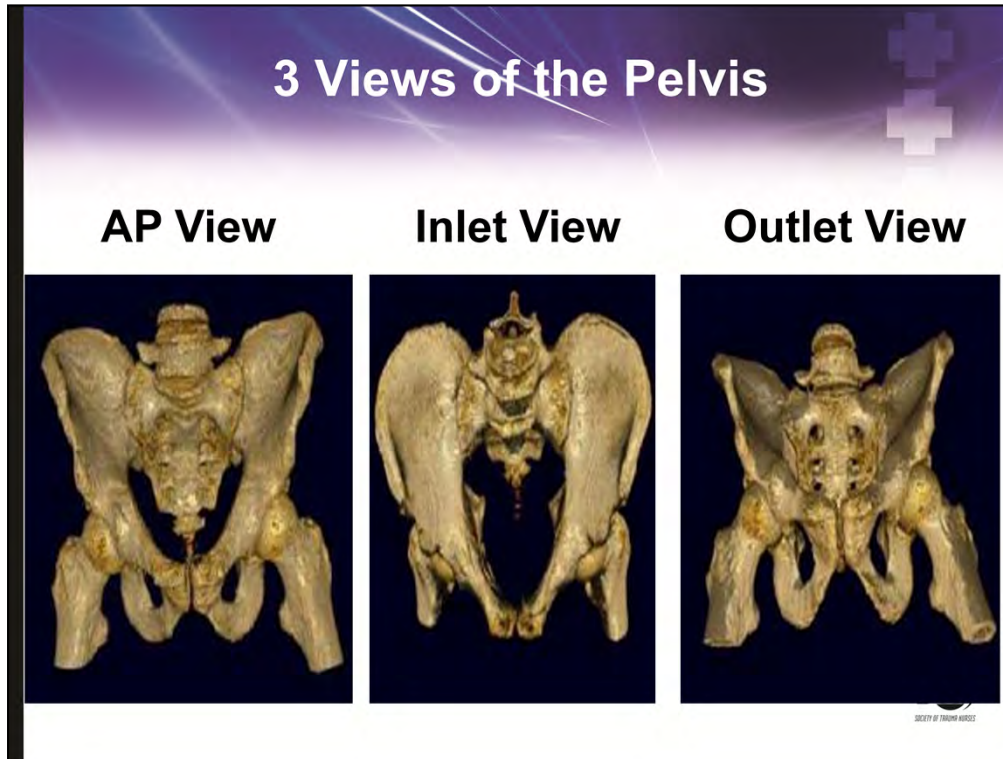 3 Views of the Pelvis
AP View
Inlet View
Outlet View
SOCIETY OF TRAUMA NURSES